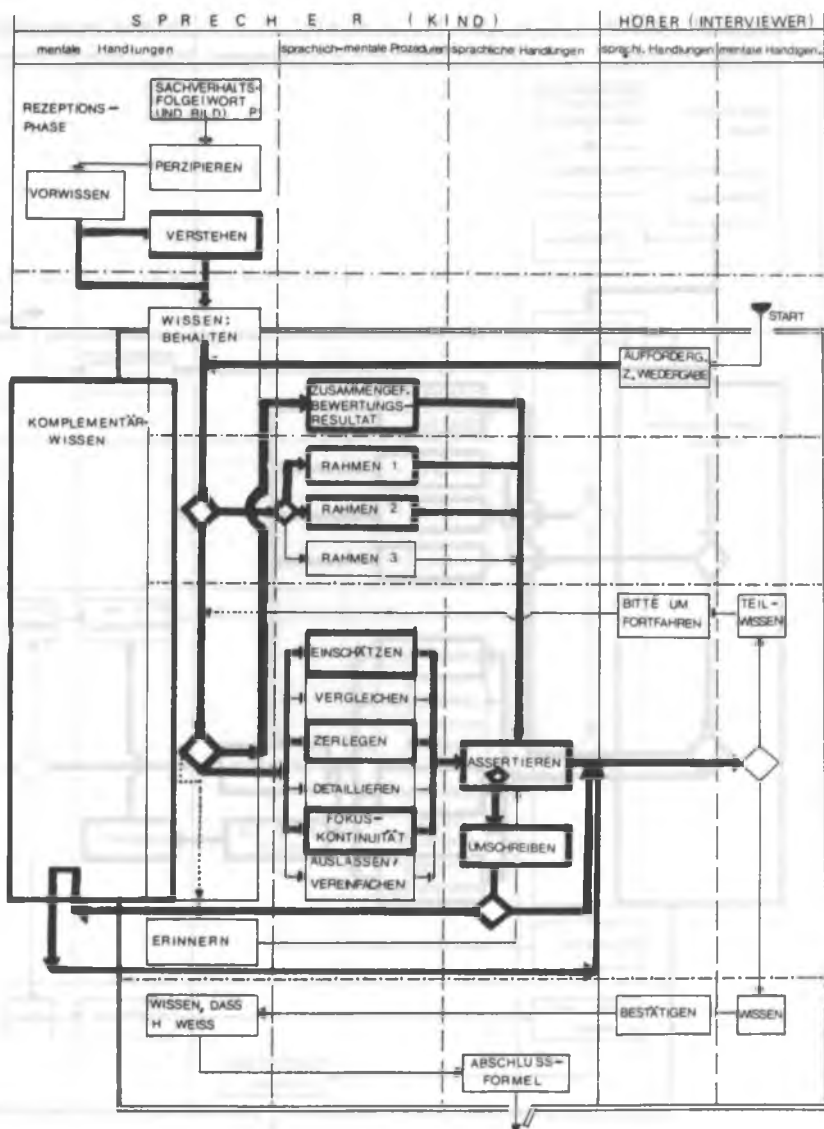 SPRECHER (KIND)
HÖRER (INTERVIEWER)
mentale Handlungen
sprachlich-mentale Prozeduren
sprachliche Handlungen
sprachl. Handlungen
mentale Handlgen.
REZEPTIONS-
PHASE
SACHVERHALTS-
FOLGE (WORT
UND BILD) P
PERZIPIEREN
VORWISSEN
VERSTEHEN
WISSEN:
BEHALTEN
START
AUFFORDERG.
Z. WIEDERGABE
KOMPLEMENTÄR-
WISSEN
ZUSAMMENGEF.
BEWERTUNGS-
RESULTAT
RAHMEN 1
RAHMEN 2
RAHMEN 3
BITTE UM
FORTFAHREN
TEIL-
WISSEN
EINSCHÄTZEN
VERGLEICHEN
ZERLEGEN
DETAILLIEREN
FOKUS-
KONTINUITÄT
AUSLASSEN/
VEREINFACHEN
ASSERTIEREN
UMSCHREIBEN
ERINNERN
WISSEN, DASS
H WEISS
BESTÄTIGEN
WISSEN
ABSCHLUSS-
FORMEL